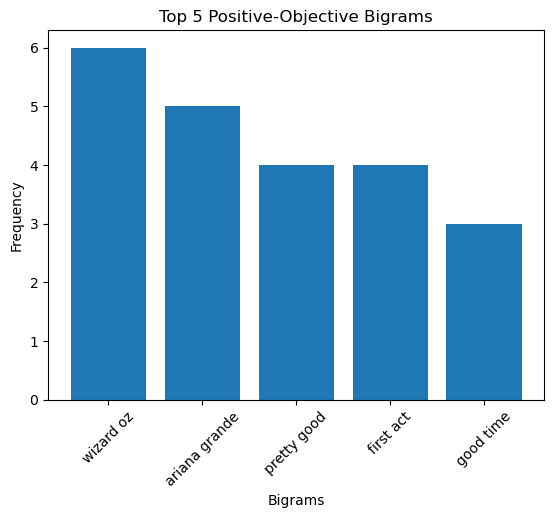 Top 5 Positive-Objective Bigrams
6
5
4
3
2
1
0
Frequency
wizard oz
ariana grande
pretty good
first act
good time
Bigrams